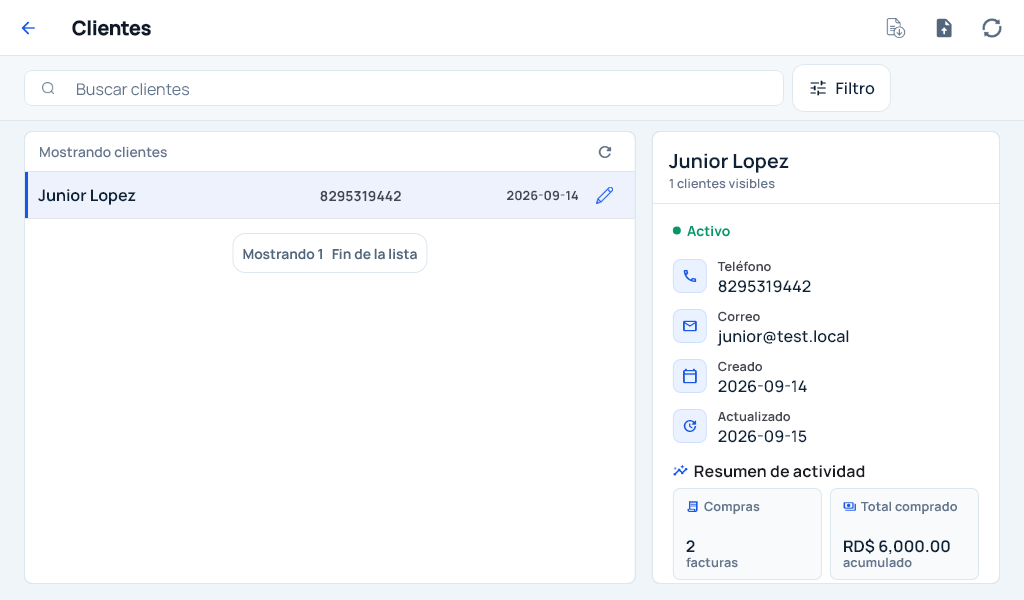 Clientes
Buscar clientes
Filtro
Mostrando clientes
Junior Lopez 8295319442 2026-09-14
Mostrando 1 Fin de la lista
Junior Lopez
1 clientes visibles
Activo
Teléfono
8295319442
Correo
junior@test.local
Creado
2026-09-14
Actualizado
2026-09-15
Resumen de actividad
Compras
2
facturas
Total comprado
RD$ 6,000.00
acumulado